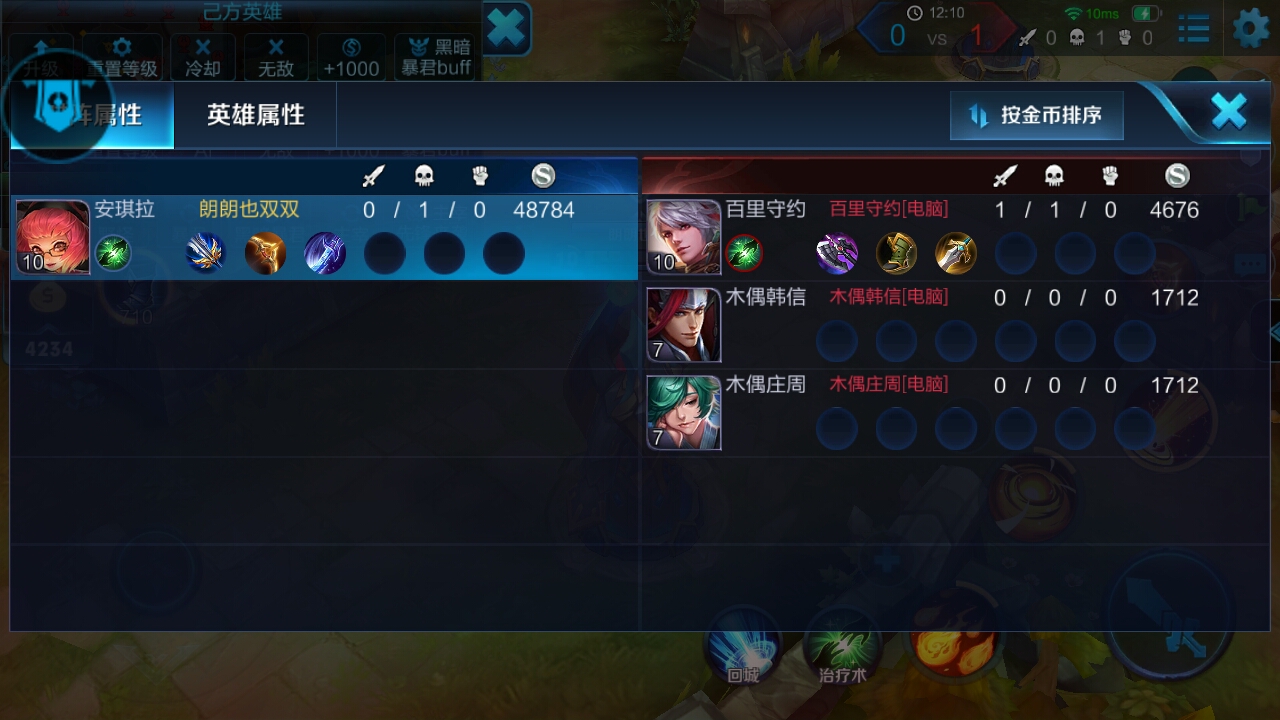 己方英雄
升级 重置等级 冷却 无敌 +1000 黑暗暴君buff
12:10 10ms
0 VS 1 0 1 0
阵属性 英雄属性 按金币排序
安琪拉 朗朗也双双 0 / 1 / 0 48784
10
百里守约 百里守约[电脑] 1 / 1 / 0 4676
10
木偶韩信 木偶韩信[电脑] 0 / 0 / 0 1712
7
木偶庄周 木偶庄周[电脑] 0 / 0 / 0 1712
7
710
4234
回城 治疗术